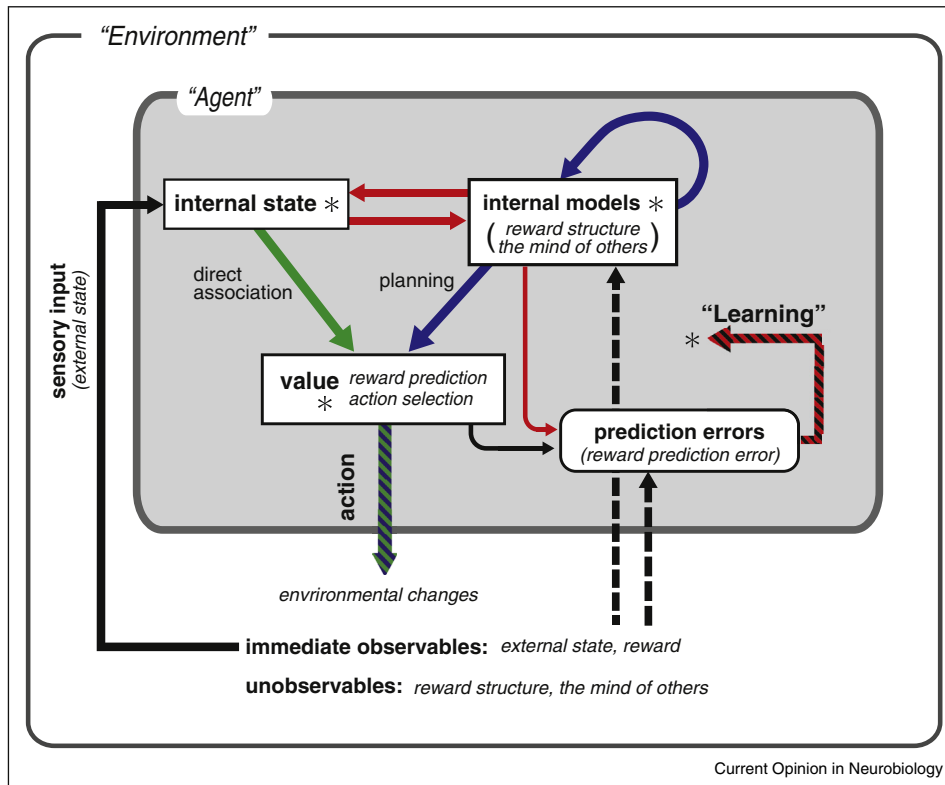 "Environment"
"Agent"
internal state *
internal models *
( reward structure
the mind of others )
direct
association
planning
"Learning"
*
sensory input
(external state)
value reward prediction
* action selection
prediction errors
(reward prediction error)
action
envrironmental changes
immediate observables: external state, reward
unobservables: reward structure, the mind of others
Current Opinion in Neurobiology